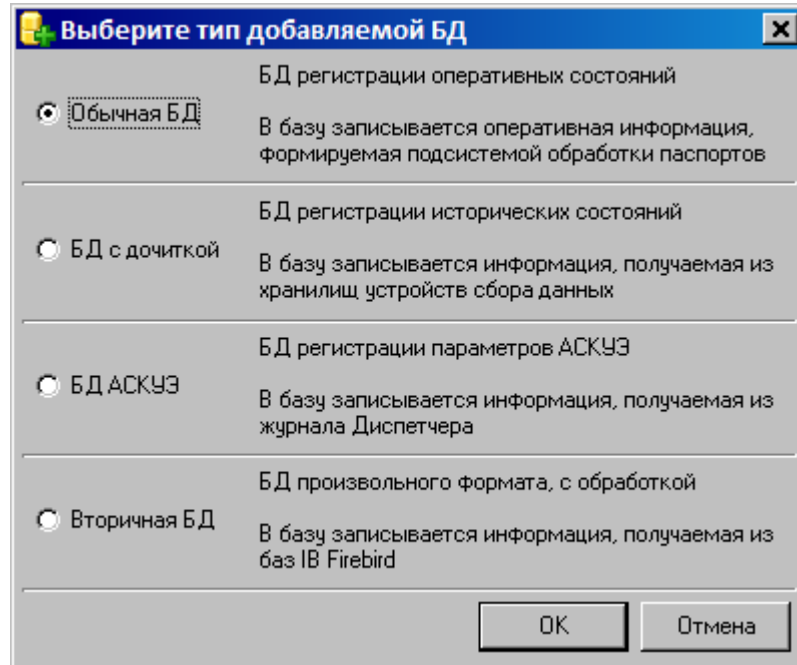 Выберите тип добавляемой БД
БД регистрации оперативных состояний
Обычная БД
В базу записывается оперативная информация,
формируемая подсистемой обработки паспортов
БД регистрации исторических состояний
БД с дочиткой
В базу записывается информация, получаемая из
хранилищ устройств сбора данных
БД регистрации параметров АСКУЭ
БД АСКУЭ
В базу записывается информация, получаемая из
журнала Диспетчера
БД произвольного формата, с обработкой
Вторичная БД
В базу записывается информация, получаемая из
баз IB Firebird
OK Отмена